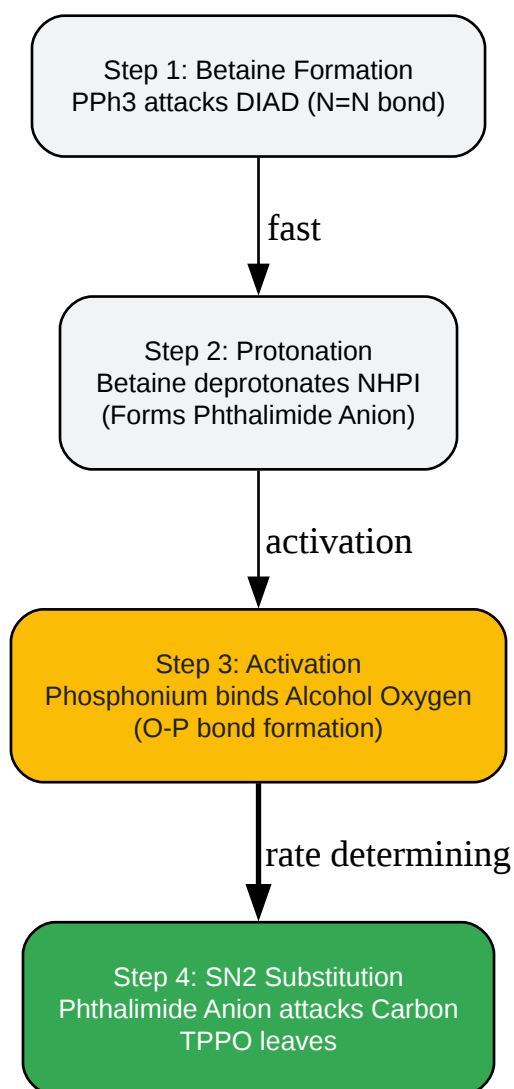 Step 1: Betaine Formation
PPh3 attacks DIAD (N=N bond)
fast
Step 2: Protonation
Betaine deprotonates NHPI
(Forms Phthalimide Anion)
activation
Step 3: Activation
Phosphonium binds Alcohol Oxygen
(O-P bond formation)
rate determining
Step 4: SN2 Substitution
Phthalimide Anion attacks Carbon
TPPO leaves